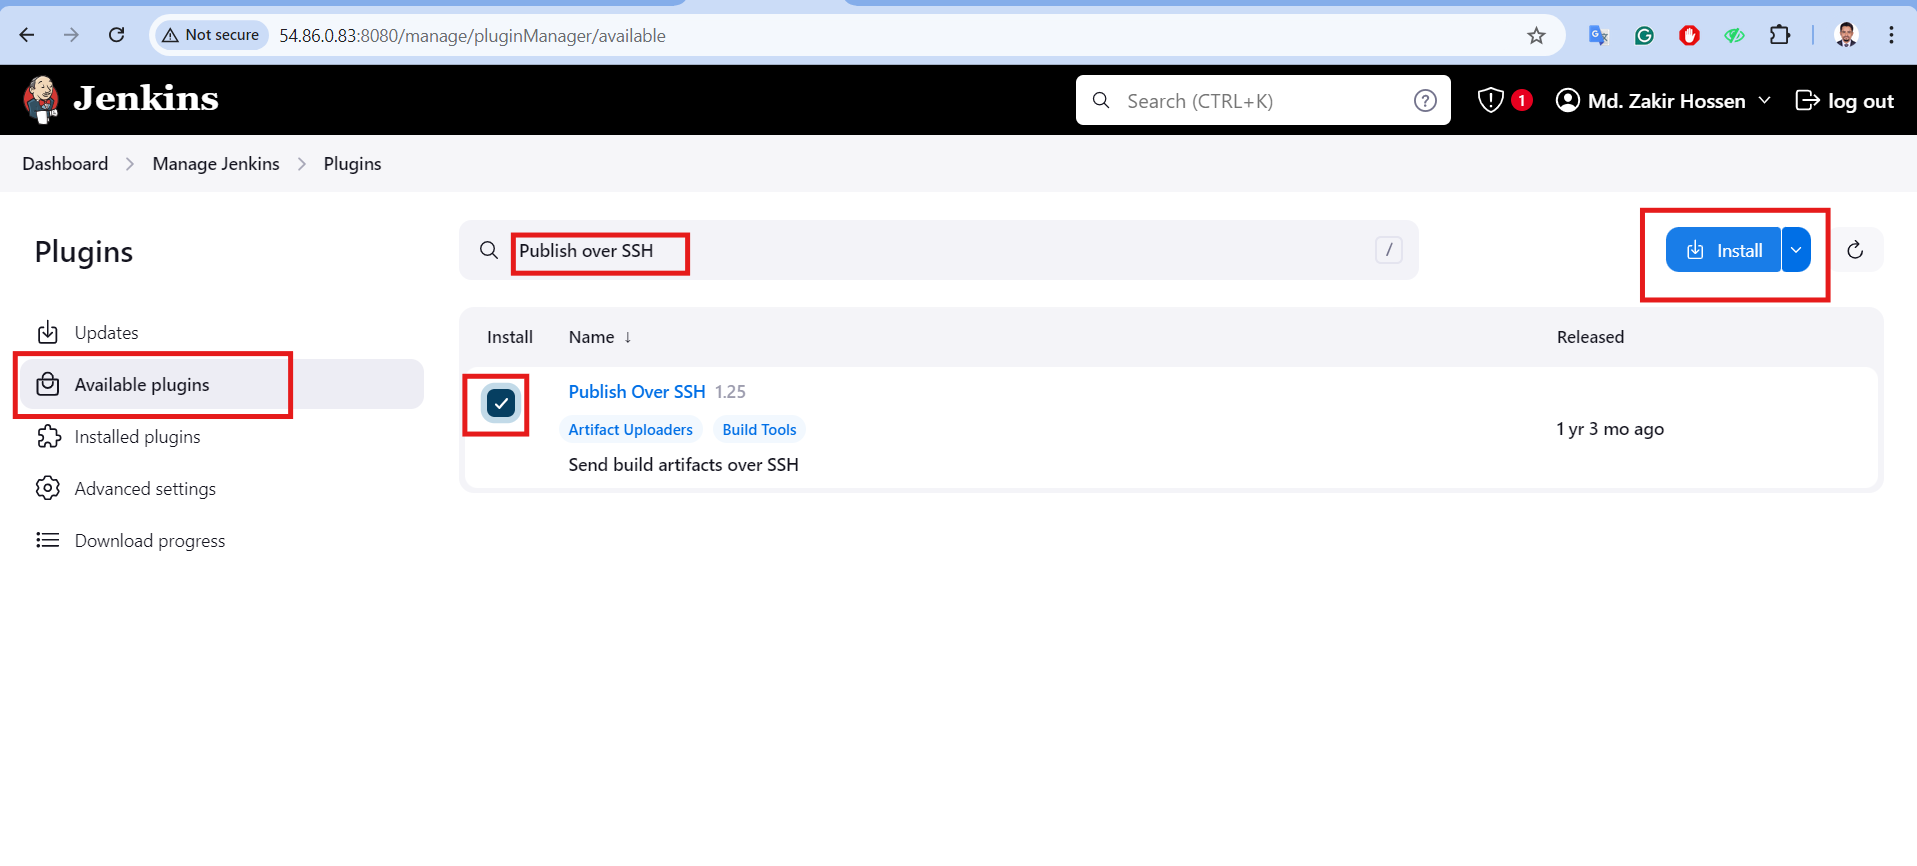 Not secure 54.86.0.83:8080/manage/pluginManager/available
Jenkins
Search (CTRL+K) ?
1
Md. Zakir Hossen
log out
Dashboard > Manage Jenkins > Plugins
Plugins
Publish over SSH /
Install
Updates
Available plugins
Installed plugins
Advanced settings
Download progress
Install Name ↓ Released
Publish Over SSH 1.25
Artifact Uploaders Build Tools
Send build artifacts over SSH
1 yr 3 mo ago